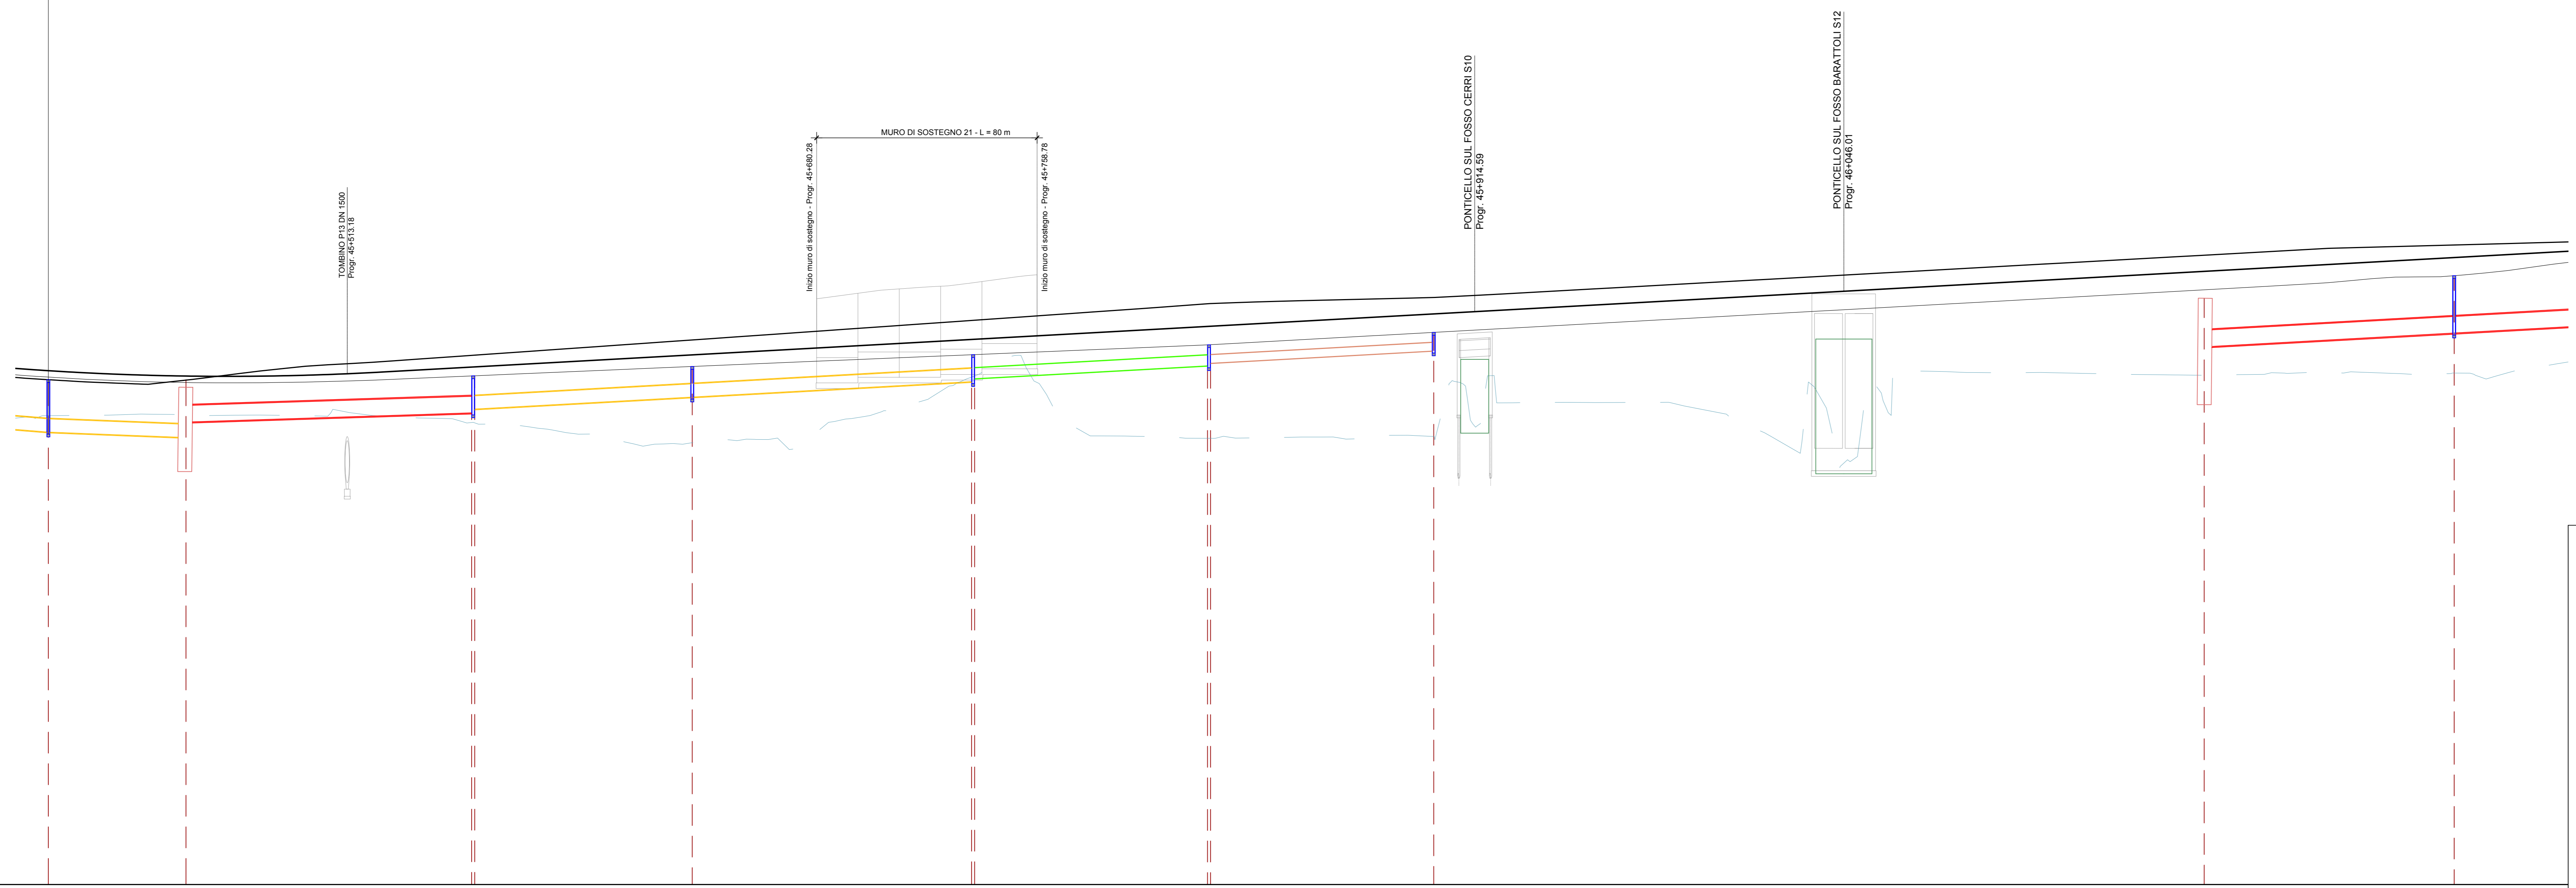 TOMBINO P13 DN 1500
Progr. 45+513.18
Inizio muro di sostegno - Progr. 45+680.28
MURO DI SOSTEGNO 21 - L = 80 m
Inizio muro di sostegno - Progr. 45+758.78
PONTICELLO SUL FOSSO CERRI S10
Progr. 45+914.59
PONTICELLO SUL FOSSO BARATTOLI S12
Progr. 46+046.01